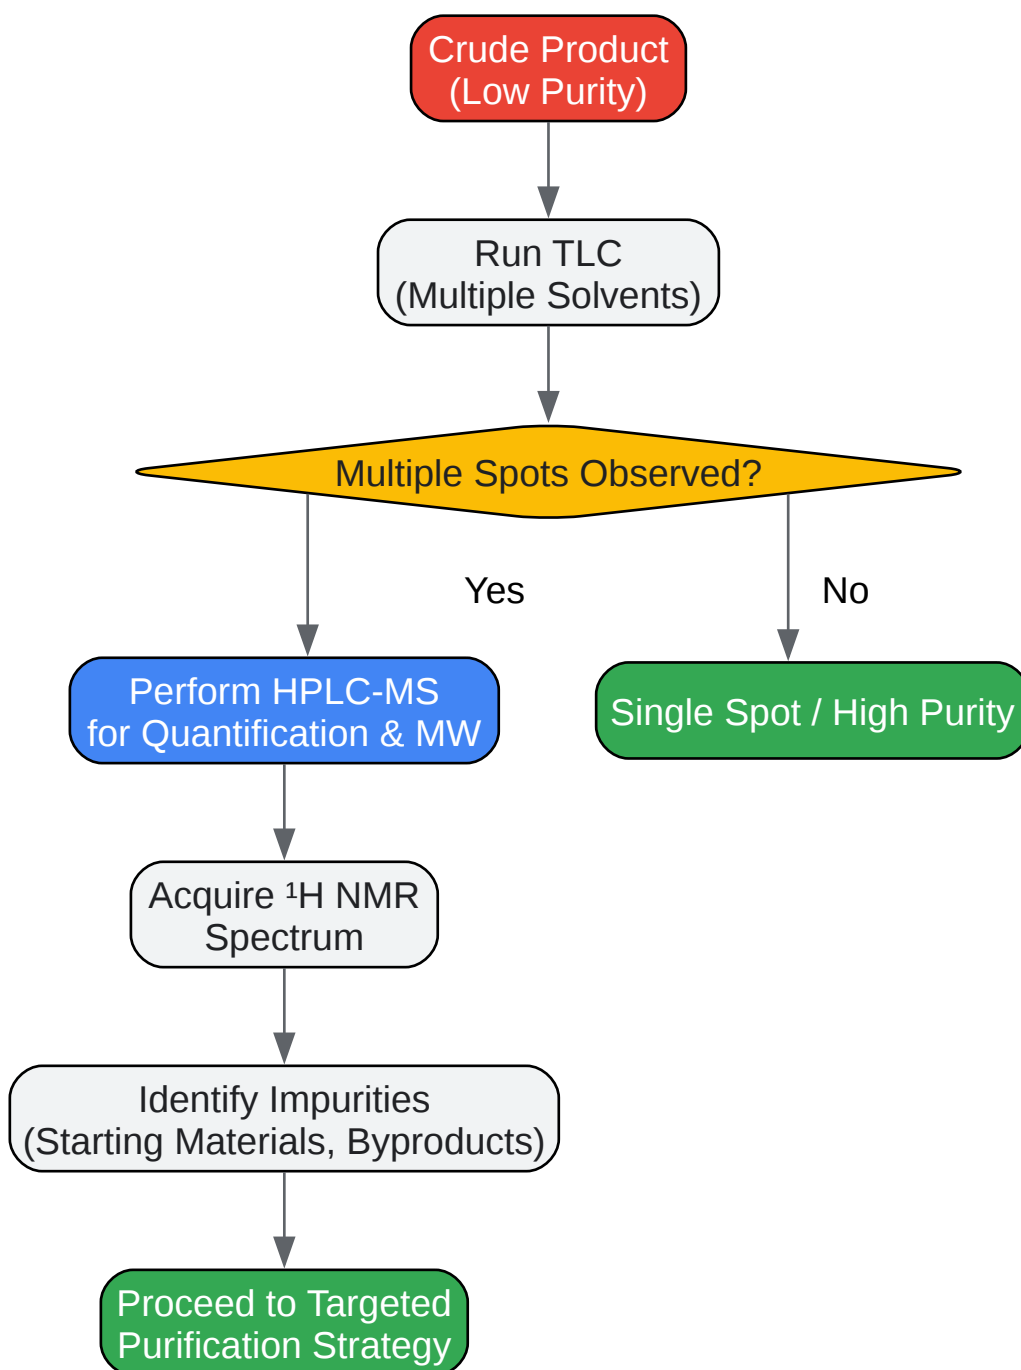 Crude Product
(Low Purity)
Run TLC
(Multiple Solvents)
Multiple Spots Observed?
Yes
No
Perform HPLC-MS
for Quantification & MW
Single Spot / High Purity
Acquire ¹H NMR
Spectrum
Identify Impurities
(Starting Materials, Byproducts)
Proceed to Targeted
Purification Strategy